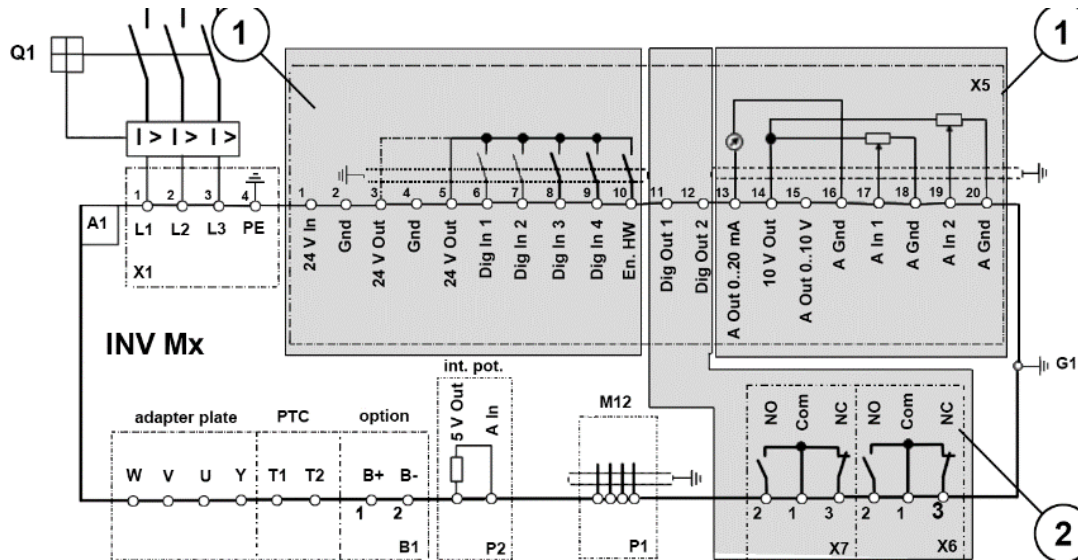 1
1
Q1
X5
I > I > I >
1 2 3 4
1 2 3 4 5 6 7 8 9 10 11 12 13 14 15 16 17 18 19 20
A1
L1 L2 L3 PE
X1
24 V In
Gnd
24 V Out
Gnd
24 V Out
Dig In 1
Dig In 2
Dig In 3
Dig In 4
En. HW
Dig Out 1
Dig Out 2
A Out 0..20 mA
10 V Out
A Out 0..10 V
A Gnd
A In 1
A Gnd
A In 2
A Gnd
INV Mx
G1
int. pot.
adapter plate PTC option
5 V Out
A In
M12
NO Com NC NO Com NC
W V U Y T1 T2 B+ B-
1 2
2 1 3 2 1 3
B1 P2 P1 X7 X6
2